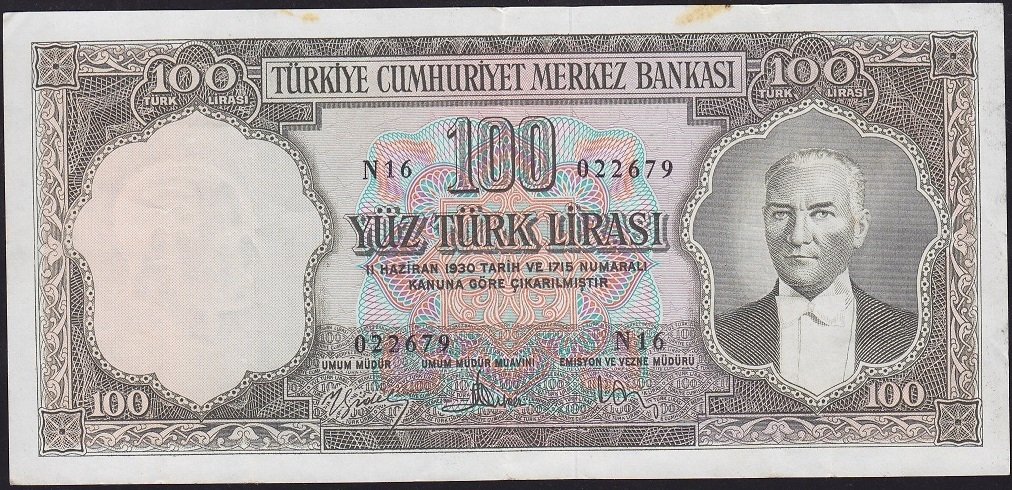 100 TÜRKİYE CUMHURİYET MERKEZ BANKASI 100
TÜRK LİRASI TÜRK LİRASI
N16 100 022679
YÜZ TÜRK LİRASI
11 HAZİRAN 1930 TARİH VE 1715 NUMARALI
KANUNA GÖRE ÇIKARILMIŞTIR
022679 N16
UMUM MÜDÜR UMUM MÜDÜR MUAVİNİ EMİSYON VE VEZNE MÜDÜRÜ
100 100